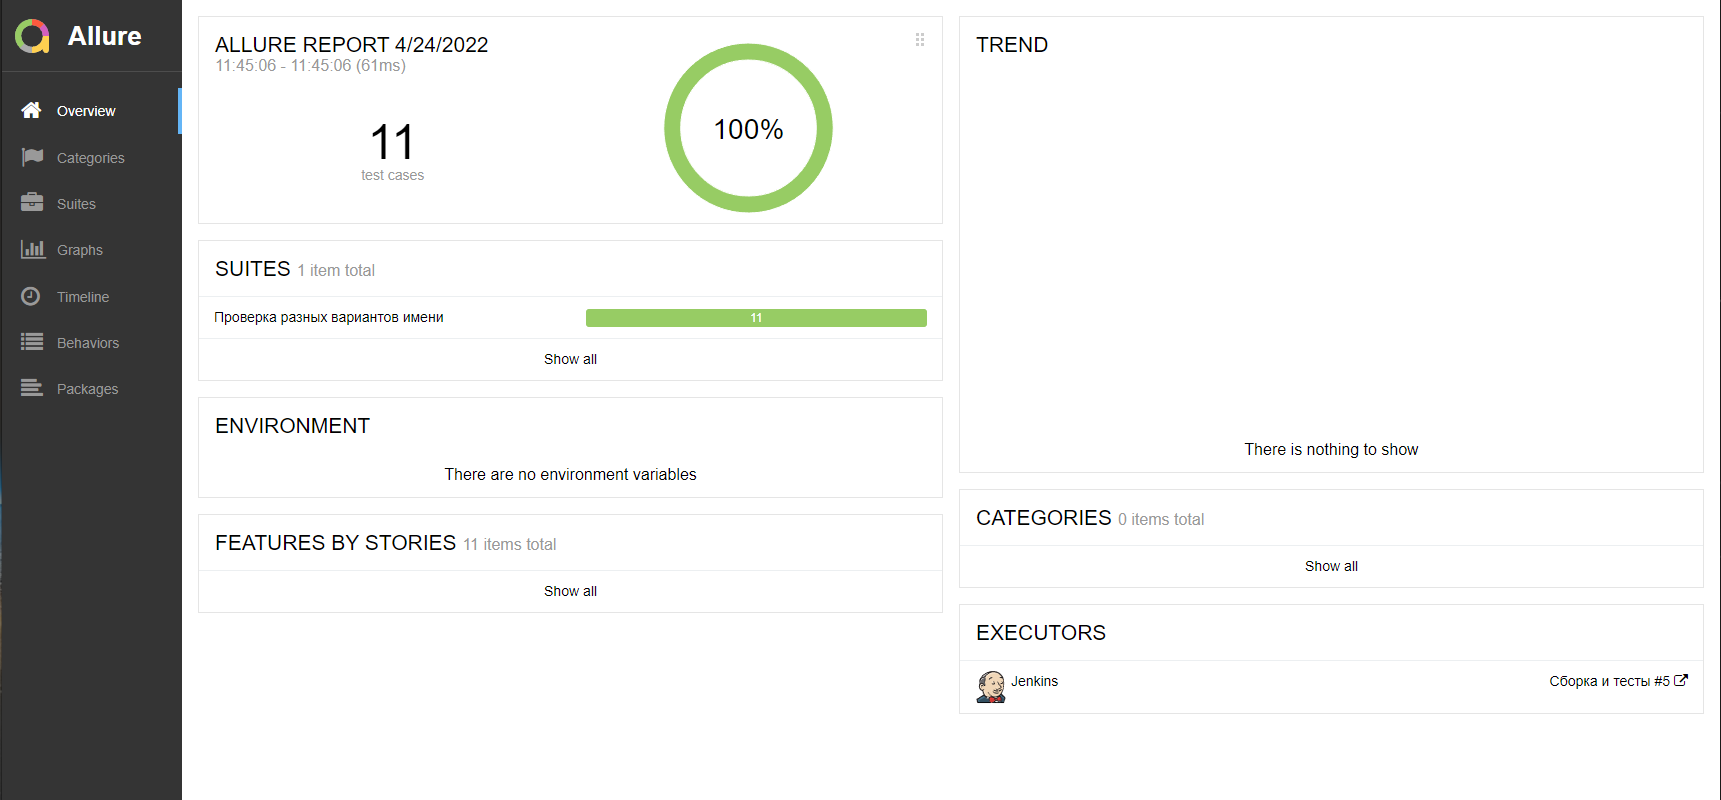 Allure
Overview
Categories
Suites
Graphs
Timeline
Behaviors
Packages
ALLURE REPORT 4/24/2022
11:45:06 - 11:45:06 (61ms)
11
test cases
100%
SUITES 1 item total
Проверка разных вариантов имени 11
Show all
ENVIRONMENT
There are no environment variables
FEATURES BY STORIES 11 items total
Show all
TREND
There is nothing to show
CATEGORIES 0 items total
Show all
EXECUTORS
Jenkins Сборка и тесты #5